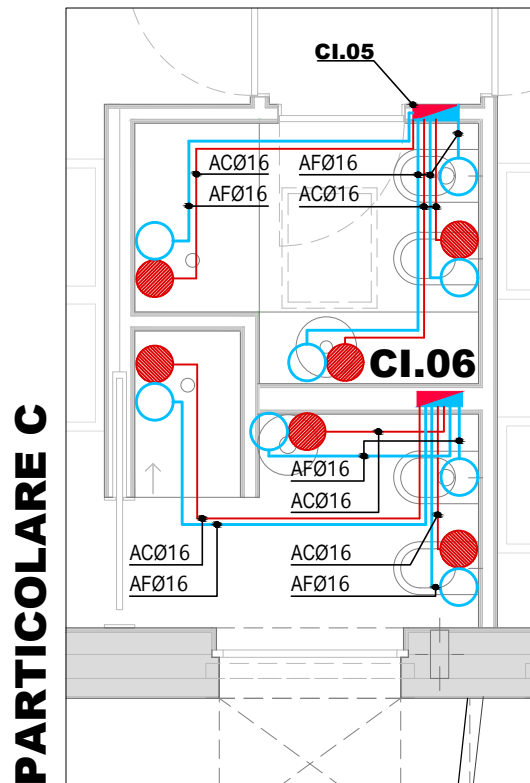 CI.05
ACØ16 AFØ16
AFØ16 ACØ16
CI.06
AFØ16
ACØ16
ACØ16 ACØ16
AFØ16 AFØ16
PARTICOLARE C